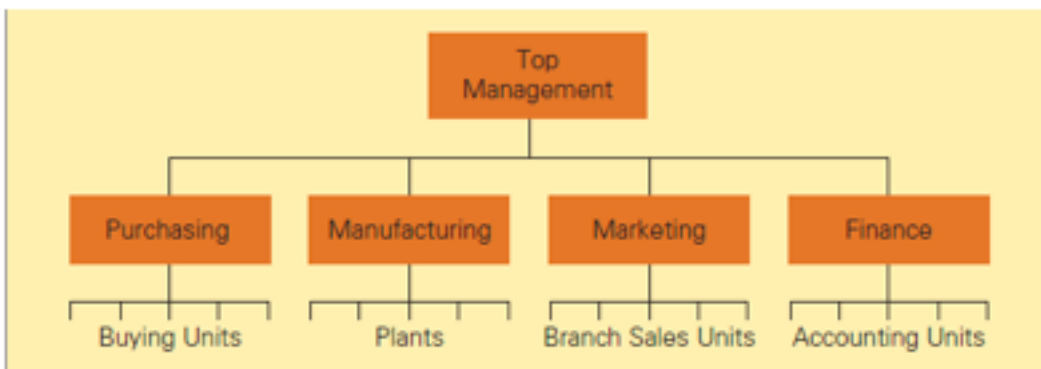 Top
Management
Purchasing
Manufacturing
Marketing
Finance
Buying Units
Plants
Branch Sales Units
Accounting Units